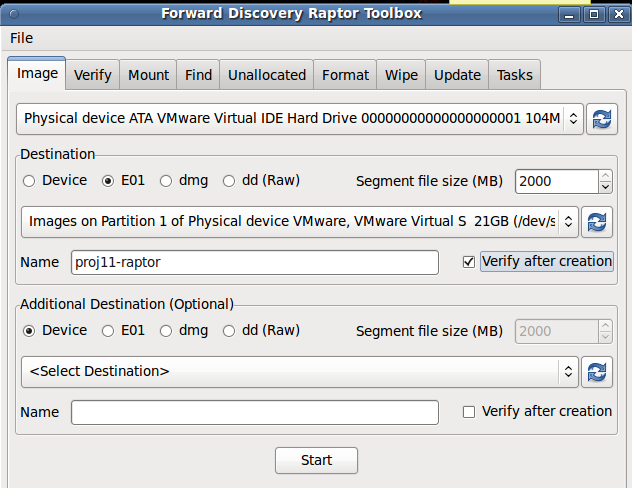 Forward Discovery Raptor Toolbox
File
Image Verify Mount Find Unallocated Format Wipe Update Tasks
Physical device ATA VMware Virtual IDE Hard Drive 00000000000000000001 104M
Destination
Device E01 dmg dd (Raw) Segment file size (MB) 2000
Images on Partition 1 of Physical device VMware, VMware Virtual S 21GB (/dev/s
Name proj11-raptor Verify after creation
Additional Destination (Optional)
Device E01 dmg dd (Raw) Segment file size (MB) 2000
<Select Destination>
Name Verify after creation
Start